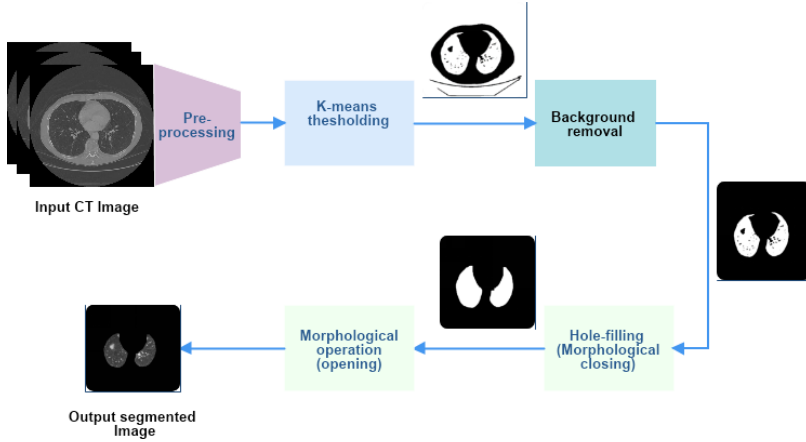 Pre-
processing
K-means
thesholding
Background
removal
Input CT Image
Hole-filling
(Morphological
closing)
Morphological
operation
(opening)
Output segmented
Image